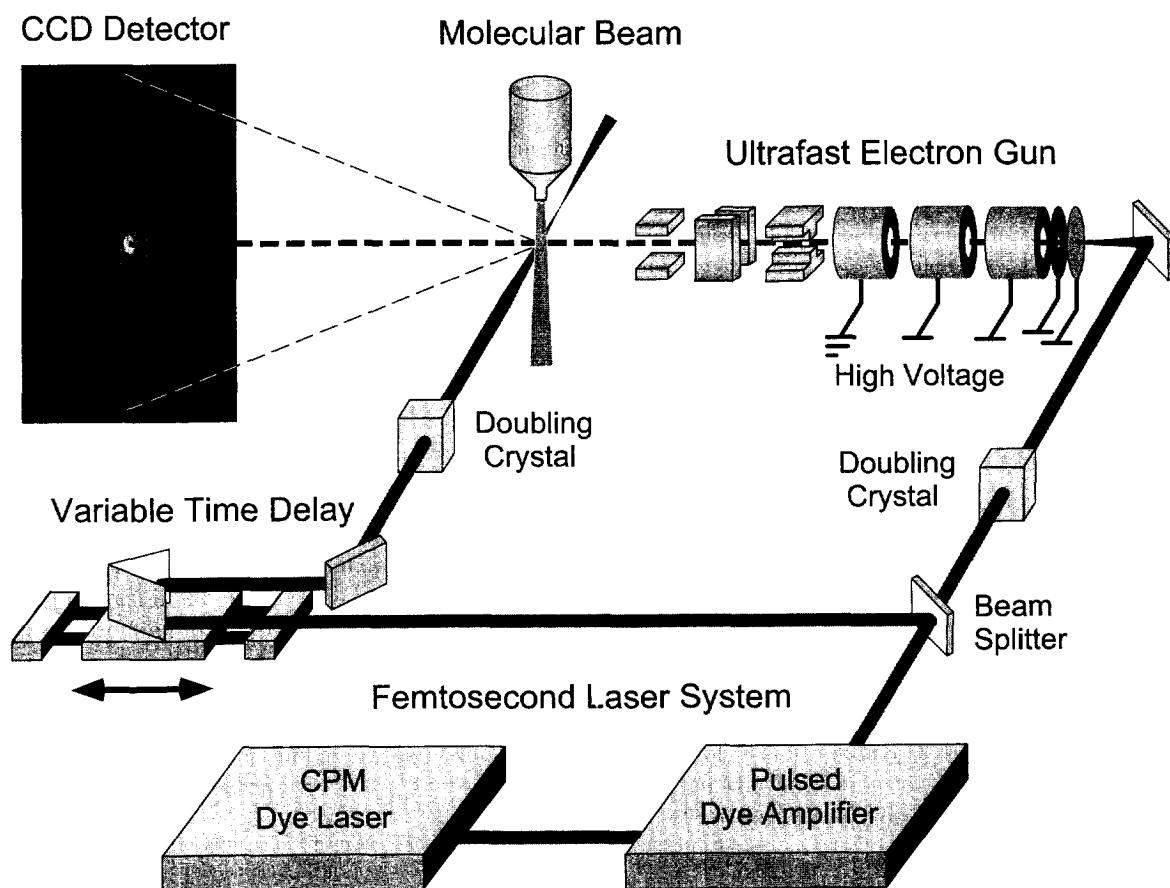 CCD Detector
Molecular Beam
Ultrafast Electron Gun
High Voltage
Doubling
Crystal
Doubling
Crystal
Variable Time Delay
Beam
Splitter
Femtosecond Laser System
CPM
Dye Laser
Pulsed
Dye Amplifier